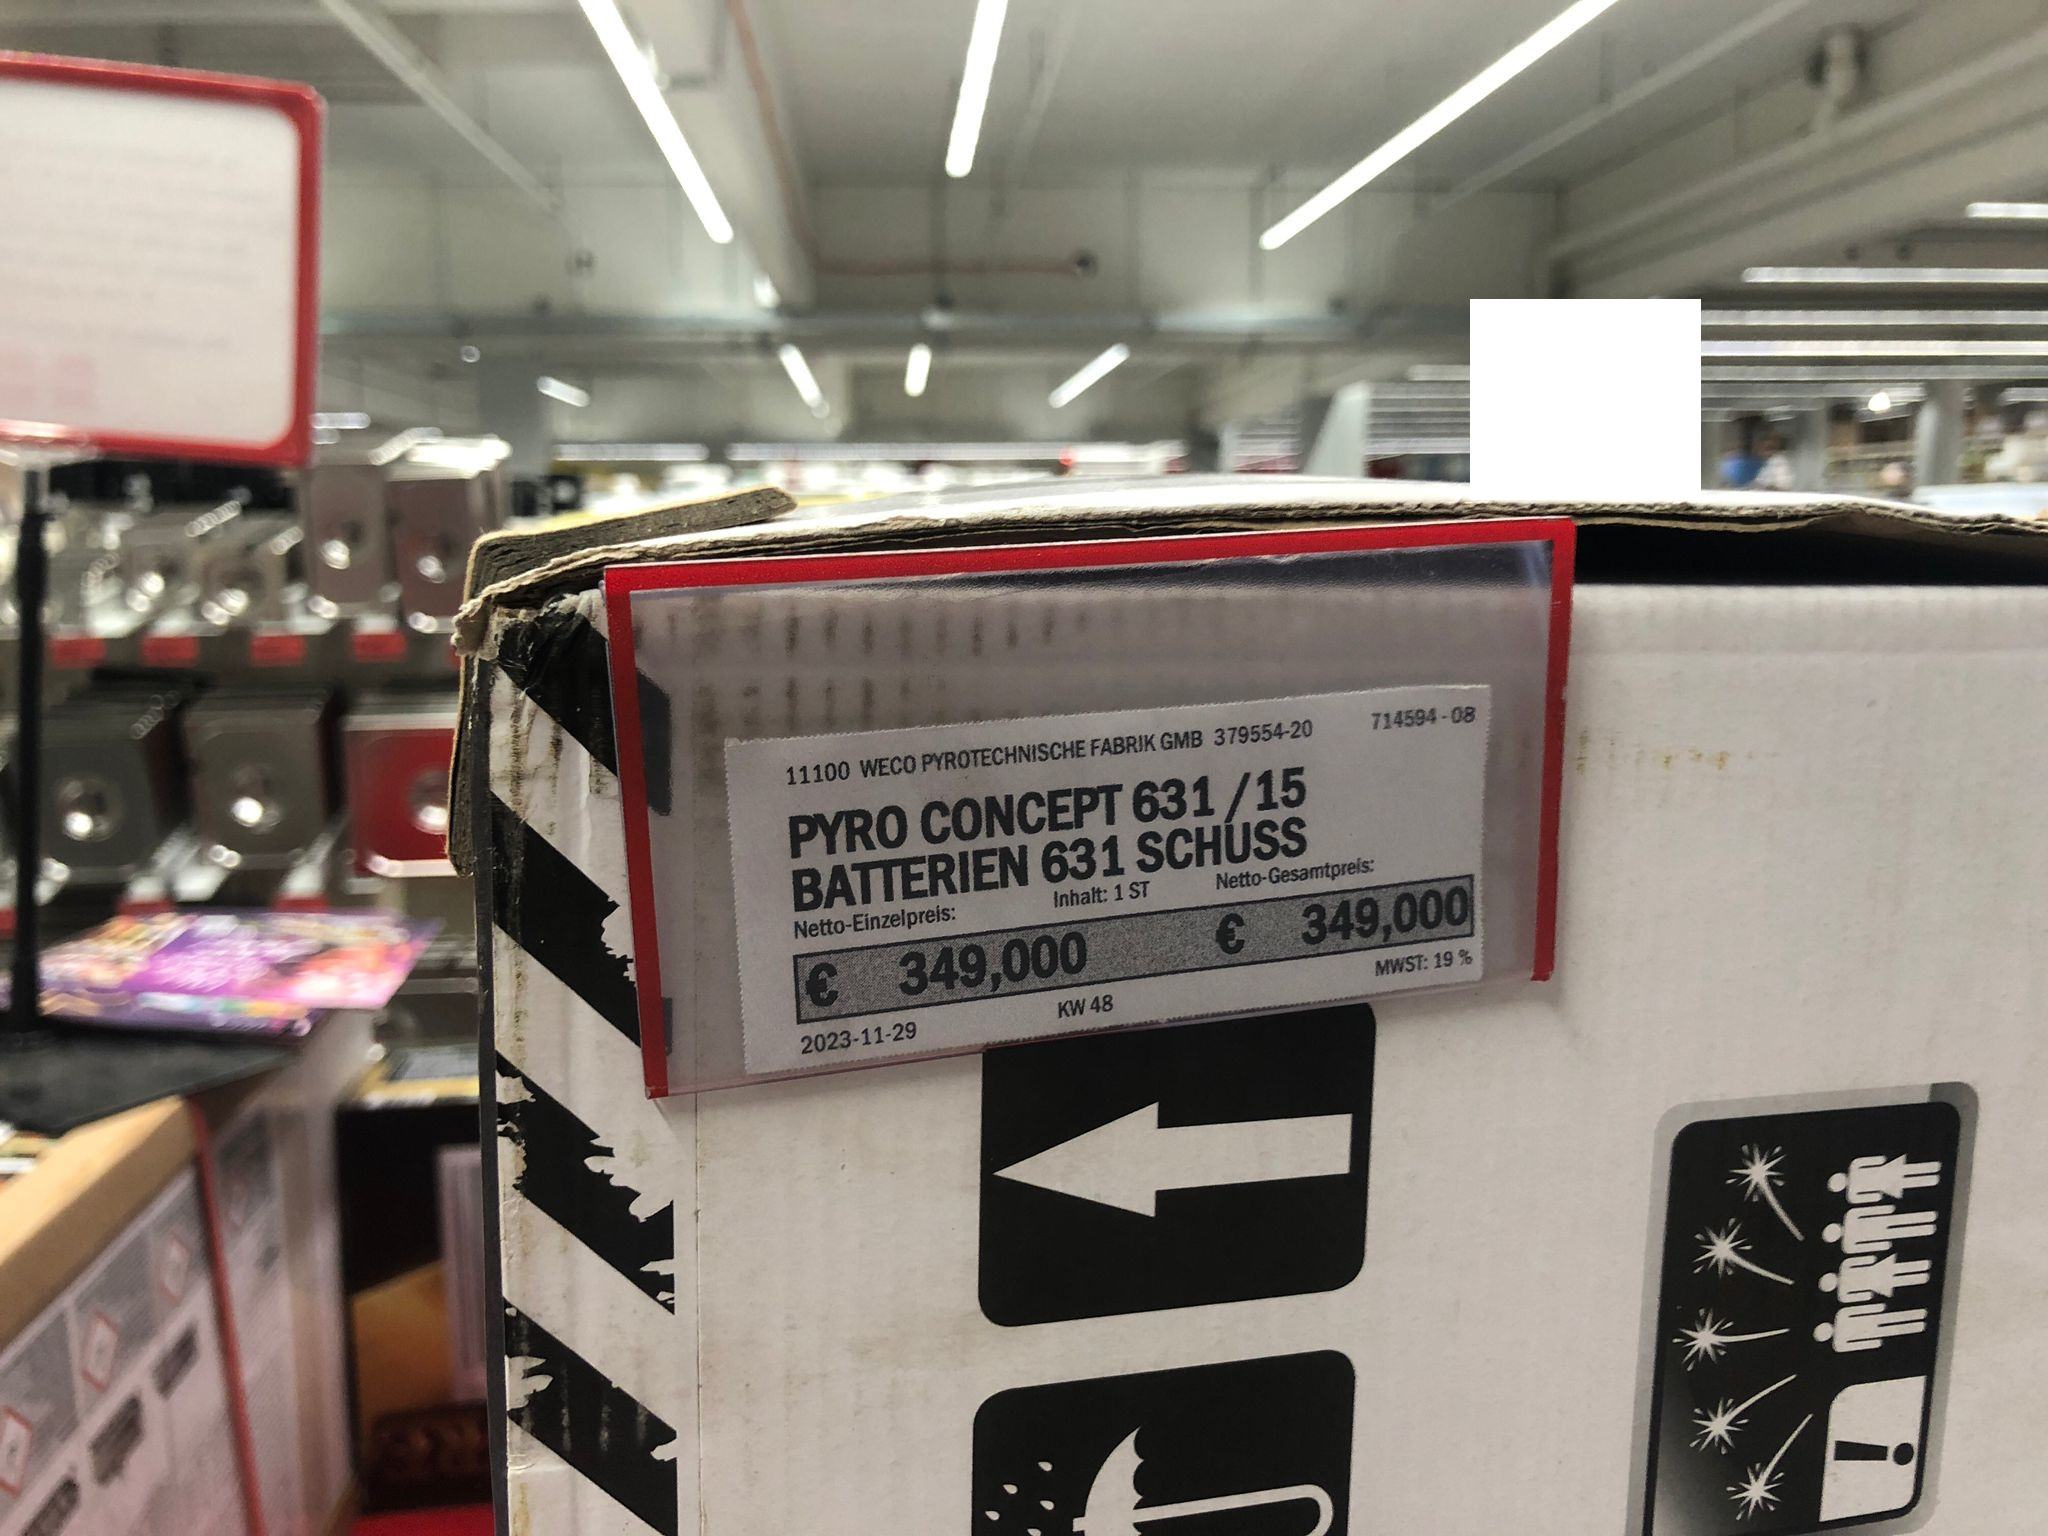 11100 WECO PYROTECHNISCHE FABRIK GMB 379554-20 714594-08
PYRO CONCEPT 631 /15
BATTERIEN 631 SCHUSS
Netto-Einzelpreis: Inhalt: 1 ST Netto-Gesamtpreis:
€ 349,000 € 349,000
2023-11-29 KW 48 MWST: 19 %